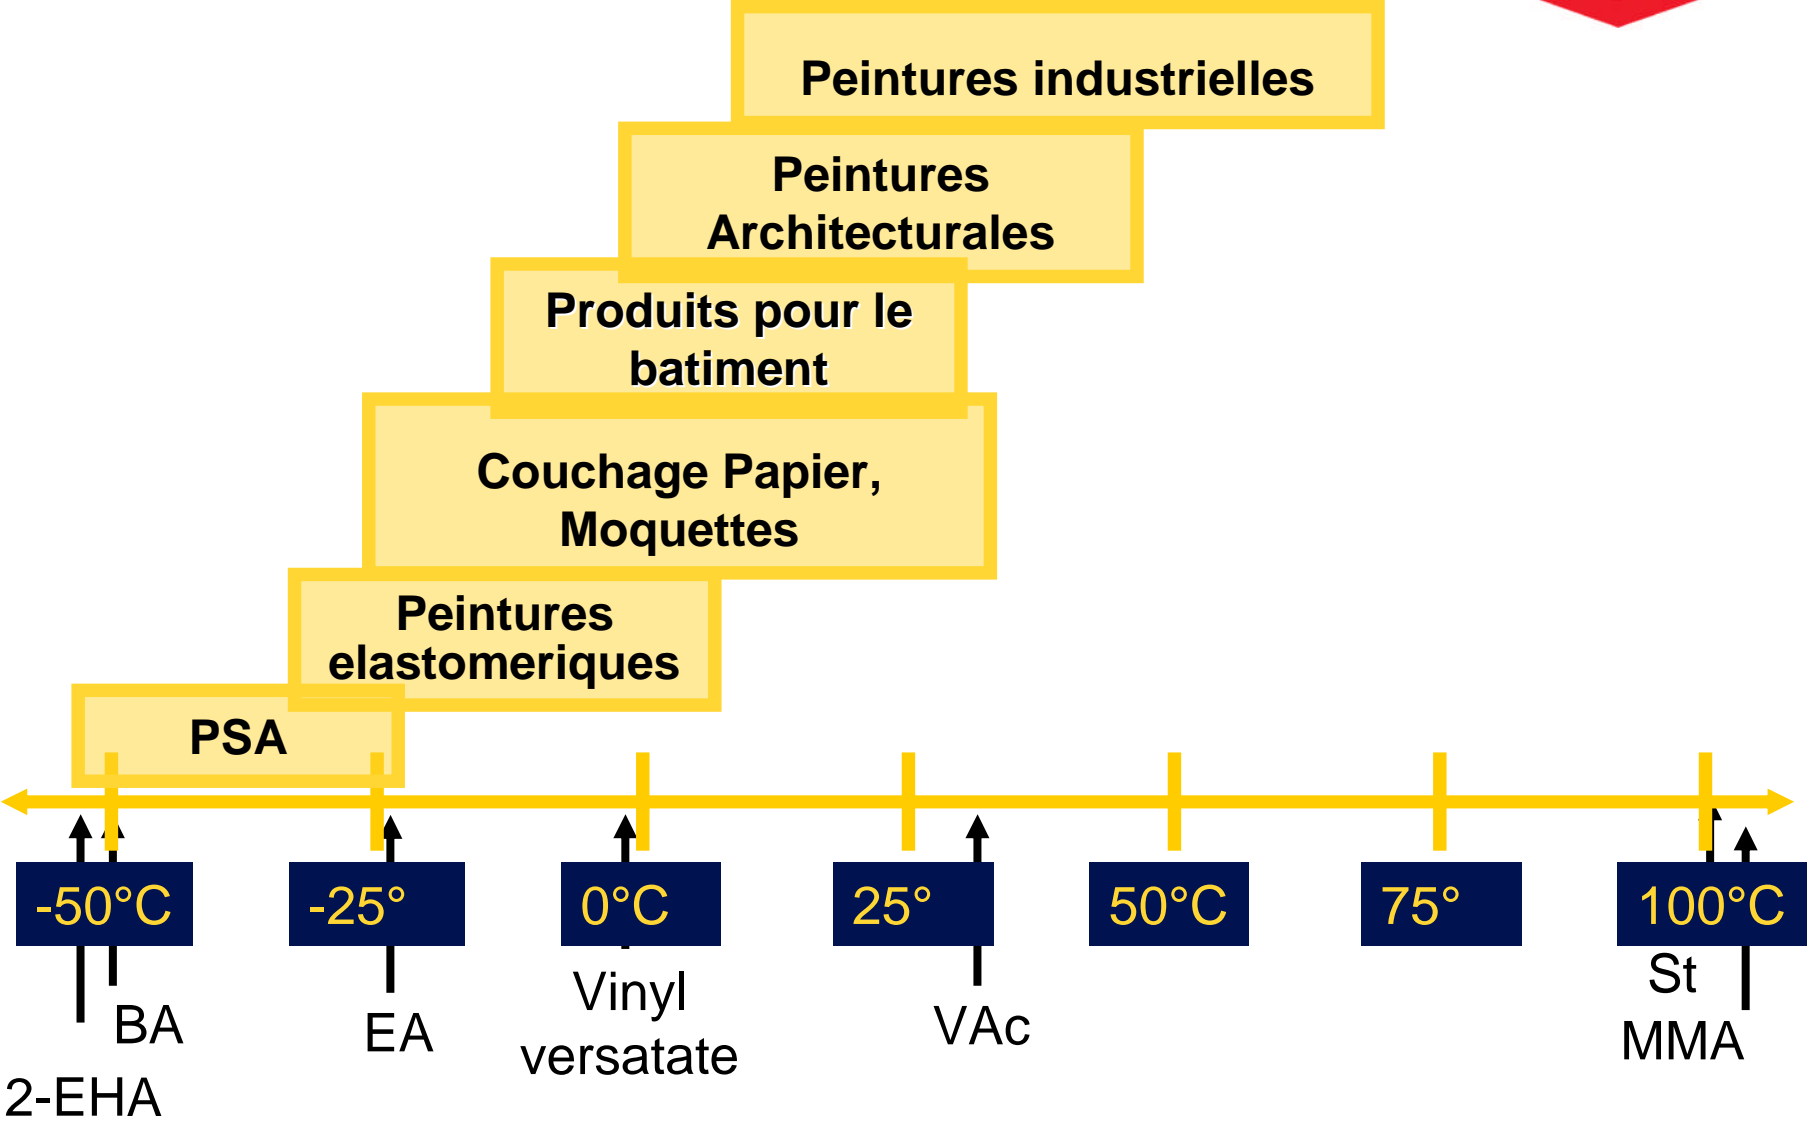 Peintures industrielles
Peintures
Architecturales
Produits pour le
batiment
Couchage Papier,
Moquettes
Peintures
elastomeriques
PSA
-50°C
-25°
0°C
25°
50°C
75°
100°C
BA
2-EHA
EA
Vinyl
versatate
VAc
St
MMA